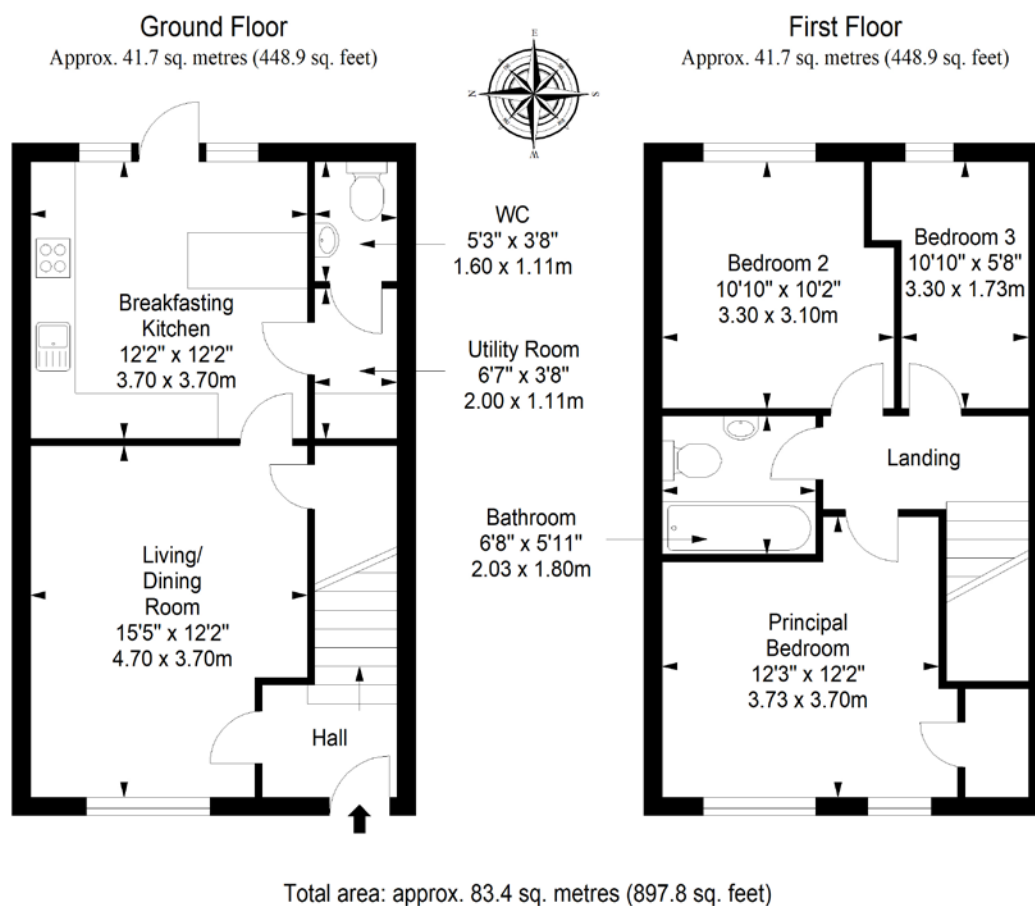 Ground Floor
Approx. 41.7 sq. metres (448.9 sq. feet)
First Floor
Approx. 41.7 sq. metres (448.9 sq. feet)
E
N
S
W
WC
5'3" x 3'8"
1.60 x 1.11m
Breakfasting
Kitchen
12'2" x 12'2"
3.70 x 3.70m
Utility Room
6'7" x 3'8"
2.00 x 1.11m
Living/
Dining
Room
15'5" x 12'2"
4.70 x 3.70m
Hall
Bedroom 2
10'10" x 10'2"
3.30 x 3.10m
Bedroom 3
10'10" x 5'8"
3.30 x 1.73m
Landing
Bathroom
6'8" x 5'11"
2.03 x 1.80m
Principal
Bedroom
12'3" x 12'2"
3.73 x 3.70m
Total area: approx. 83.4 sq. metres (897.8 sq. feet)